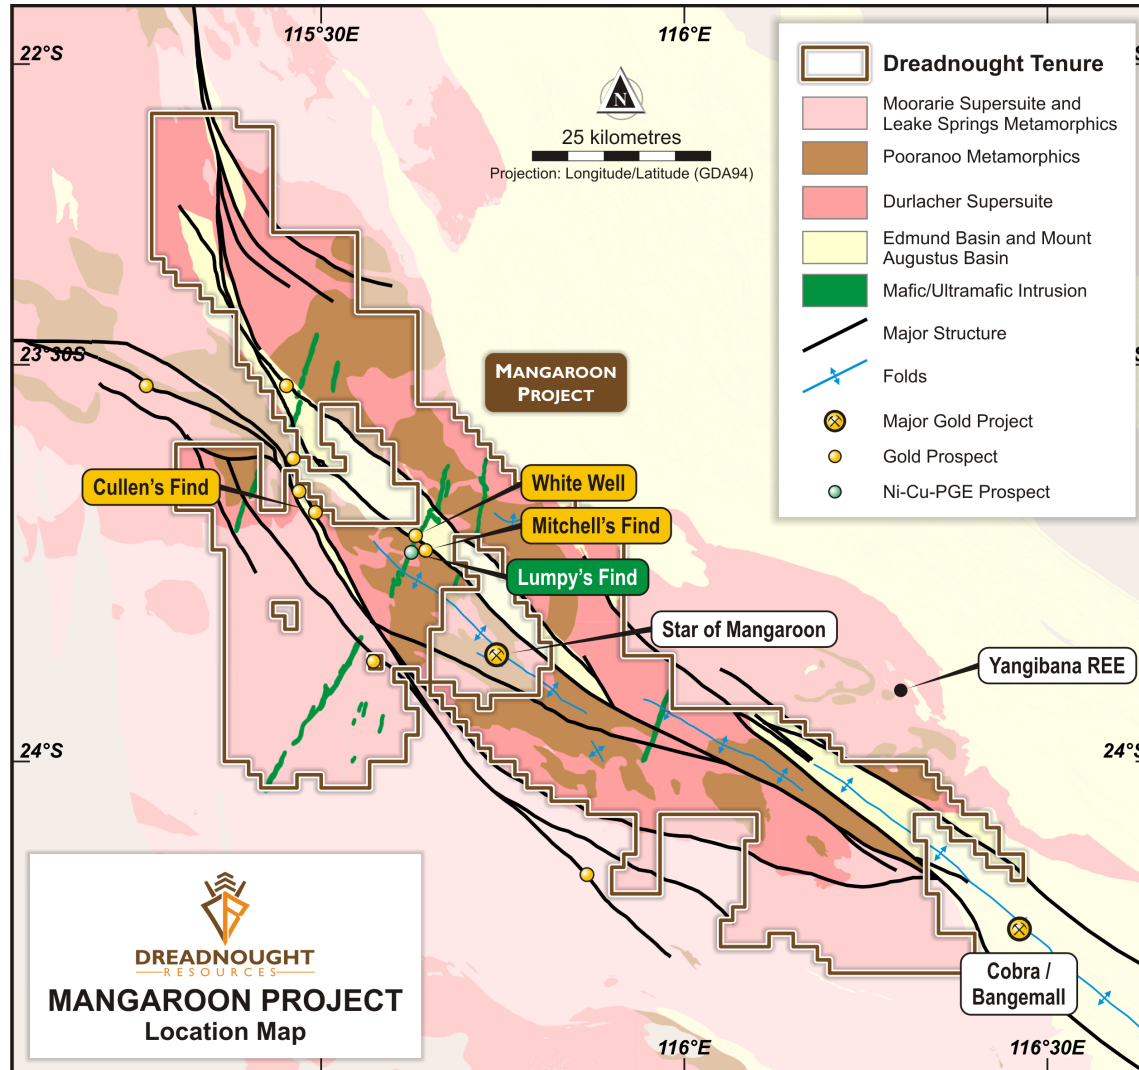 115°30E
116°E
22°S
N
25 kilometres
Projection: Longitude/Latitude (GDA94)
Dreadnought Tenure
Moorarie Supersuite and
Leake Springs Metamorphics
Pooranoo Metamorphics
Durlacher Supersuite
Edmund Basin and Mount
Augustus Basin
Mafic/Ultramafic Intrusion
Major Structure
Folds
Major Gold Project
Gold Prospect
Ni-Cu-PGE Prospect
23°30S
MANGAROON
PROJECT
Cullen's Find
White Well
Mitchell's Find
Lumpy's Find
Star of Mangaroon
Yangibana REE
24°S
24°S
Cobra /
Bangemall
DREADNOUGHT
RESOURCES
MANGAROON PROJECT
Location Map
116°E
116°30E